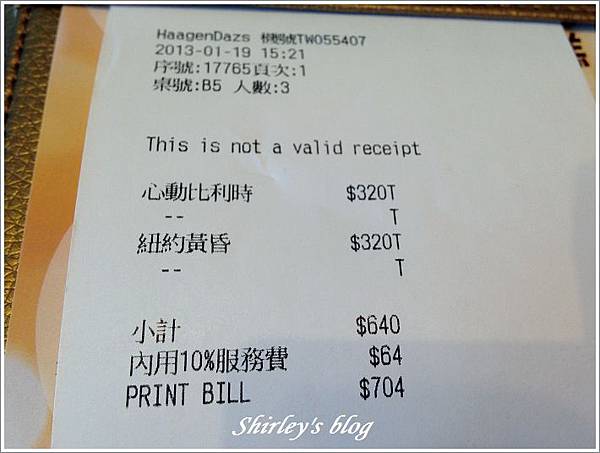 HaagenDazs 機號TW055407
2013-01-19 15:21
序號:17765頁次:1
桌號:B5 人數:3
This is not a valid receipt
心動比利時 $320T
-- T
紐約黃昏 $320T
-- T
小計 $640
內用10%服務費 $64
PRINT BILL $704
Shirley's blog